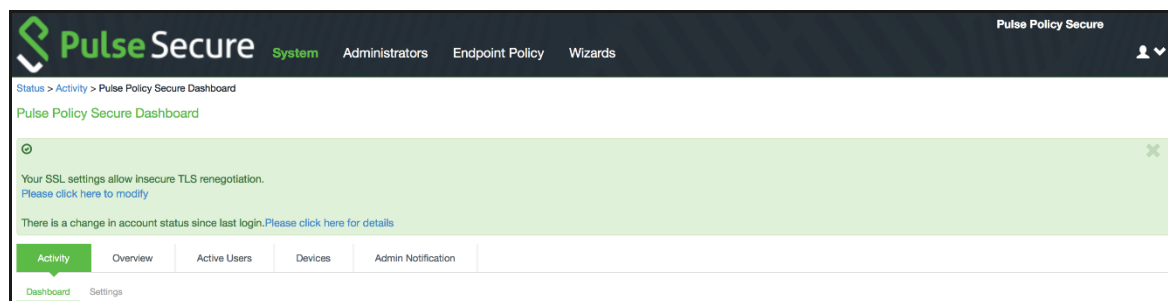 Pulse Policy Secure
Pulse Secure System Administrators Endpoint Policy Wizards
Status > Activity > Pulse Policy Secure Dashboard
Pulse Policy Secure Dashboard
Your SSL settings allow insecure TLS renegotiation.
Please click here to modify
There is a change in account status since last login.Please click here for details
Activity Overview Active Users Devices Admin Notification
Dashboard Settings